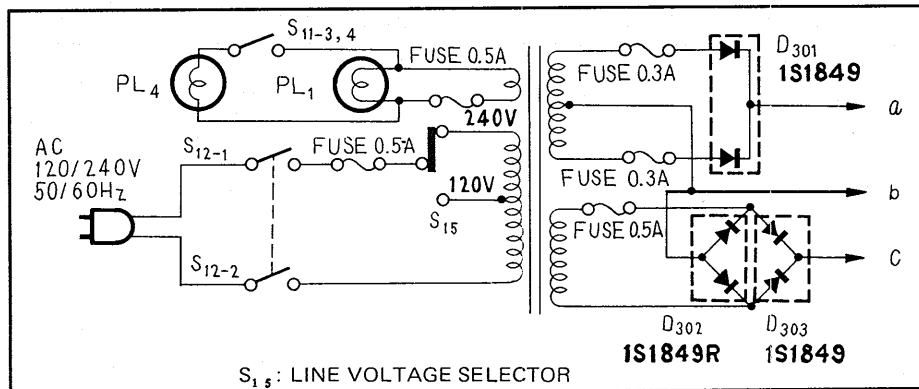 S11-3, 4
PL4
PL1
FUSE 0.5A
240V
AC
120/240V
50/60Hz
S12-1
FUSE 0.5A
120V
S15
S12-2
FUSE 0.3A
D301
1S1849
a
FUSE 0.3A
b
FUSE 0.5A
C
D302
1S1849R
D303
1S1849
S15: LINE VOLTAGE SELECTOR